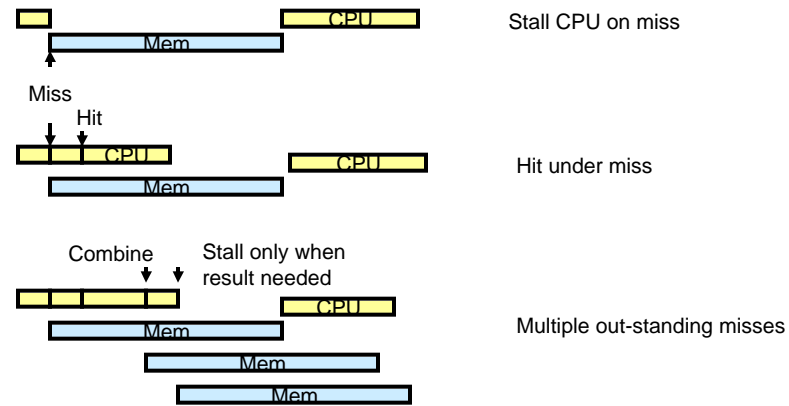 CPU
Stall CPU on miss
Mem
Miss
Hit
CPU
CPU
Hit under miss
Mem
Combine
Stall only when
result needed
CPU
Mem
Multiple out-standing misses
Mem
Mem